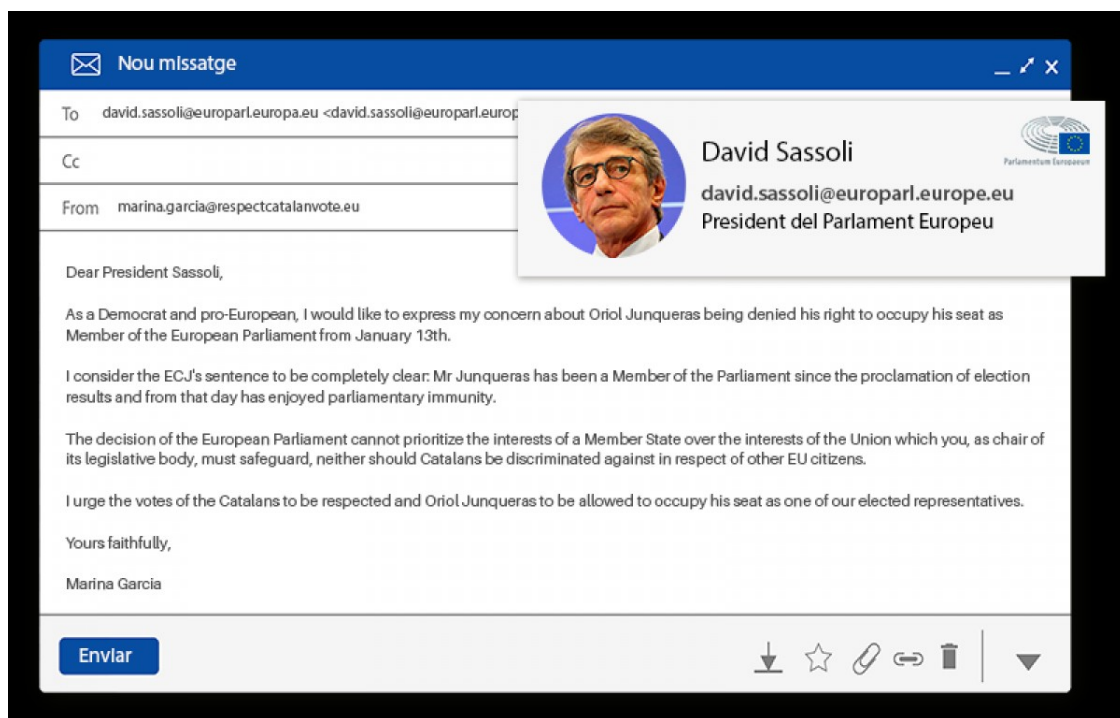 Nou missatge
To david.sassoli@europarl.europa.eu <david.sassoli@europarl.europ
David Sassoli
david.sassoli@europarl.europe.eu
President del Parlament Europeu
Parlamentum Europaeum
Cc
From marina.garcia@respectcatalanvote.eu
Dear President Sassoli,
As a Democrat and pro-European, I would like to express my concern about Oriol Junqueras being denied his right to occupy his seat as
Member of the European Parliament from January 13th.
I consider the ECJ's sentence to be completely clear: Mr Junqueras has been a Member of the Parliament since the proclamation of election
results and from that day has enjoyed parliamentary immunity.
The decision of the European Parliament cannot prioritize the interests of a Member State over the interests of the Union which you, as chair of
its legislative body, must safeguard, neither should Catalans be discriminated against in respect of other EU citizens.
I urge the votes of the Catalans to be respected and Oriol Junqueras to be allowed to occupy his seat as one of our elected representatives.
Yours faithfully,
Marina Garcia
Enviar